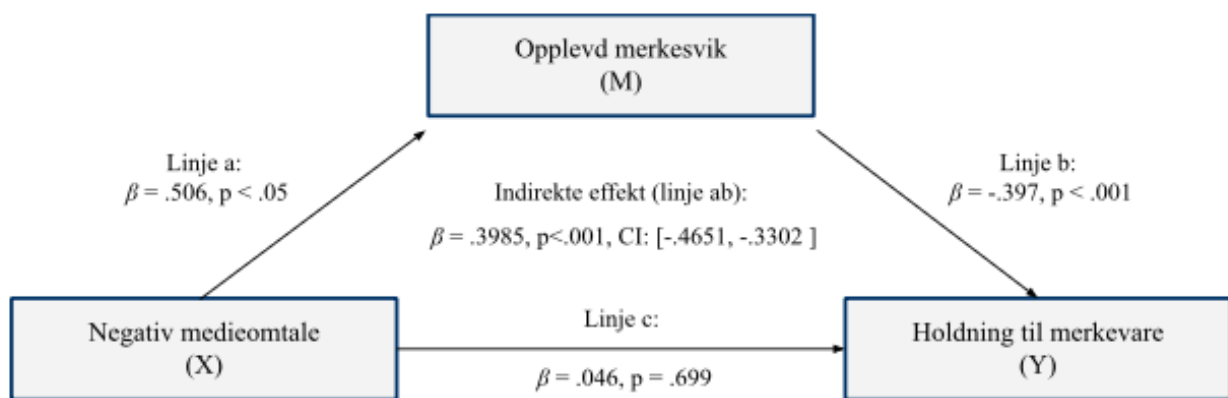 Opplevd merkesvik
(M)
Linje a:
β = .506, p < .05
Linje b:
β = -.397, p < .001
Indirekte effekt (linje ab):
β = .3985, p<.001, CI: [-.4651, -.3302 ]
Negativ medieomtale
(X)
Linje c:
β = .046, p = .699
Holdning til merkevare
(Y)